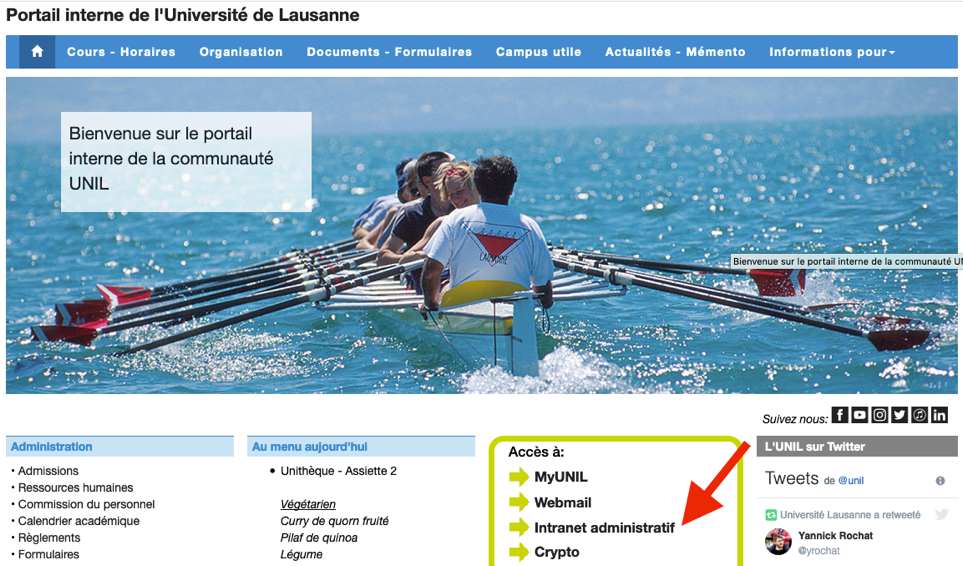 Portail interne de l'Université de Lausanne
Cours - Horaires
Organisation
Documents - Formulaires
Campus utile
Actualités - Mémento
Informations pour
Bienvenue sur le portail
interne de la communauté
UNIL
LAUSANNE
Bienvenue sur le portail interne de la communauté UN
Suivez nous:
Administration
• Admissions
• Ressources humaines
• Commission du personnel
• Calendrier académique
• Règlements
• Formulaires
Au menu aujourd'hui
• Unithèque - Assiette 2
Végétarien
Curry de quorn fruité
Pilaf de quinoa
Légume
Accès à:
MyUNIL
Webmail
Intranet administratif
Crypto
L'UNIL sur Twitter
Tweets de @unil
Université Lausanne a retweeté
Yannick Rochat
@yrochat